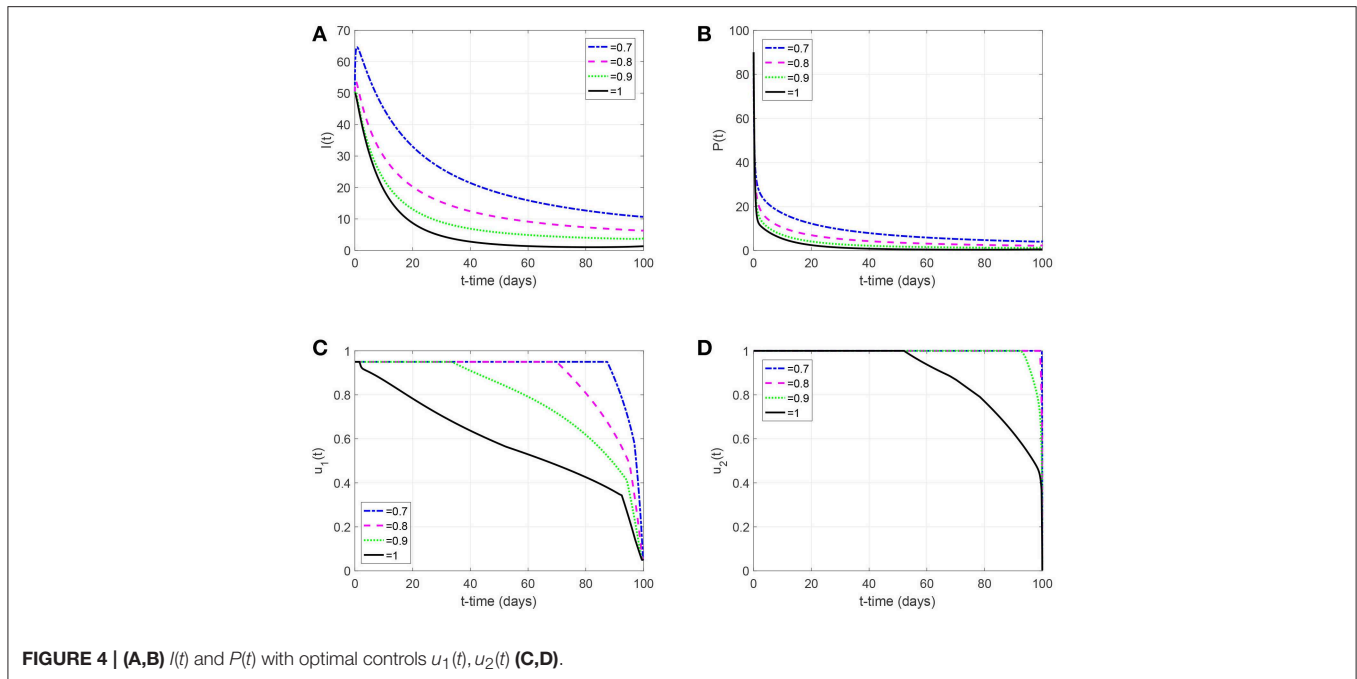 A
70
60
50
40
30
20
10
0
I(t)
0 20 40 60 80 100
t-time (days)
=0.7
=0.8
=0.9
=1
B
100
80
60
40
20
0
P(t)
0 20 40 60 80 100
t-time (days)
=0.7
=0.8
=0.9
=1
C
1
0.8
0.6
0.4
0.2
0
u₁(t)
0 20 40 60 80 100
t-time (days)
=0.7
=0.8
=0.9
=1
D
1
0.8
0.6
0.4
0.2
0
u₂(t)
0 20 40 60 80 100
t-time (days)
=0.7
=0.8
=0.9
=1
FIGURE 4 | (A,B) I(t) and P(t) with optimal controls u₁(t), u₂(t) (C,D).